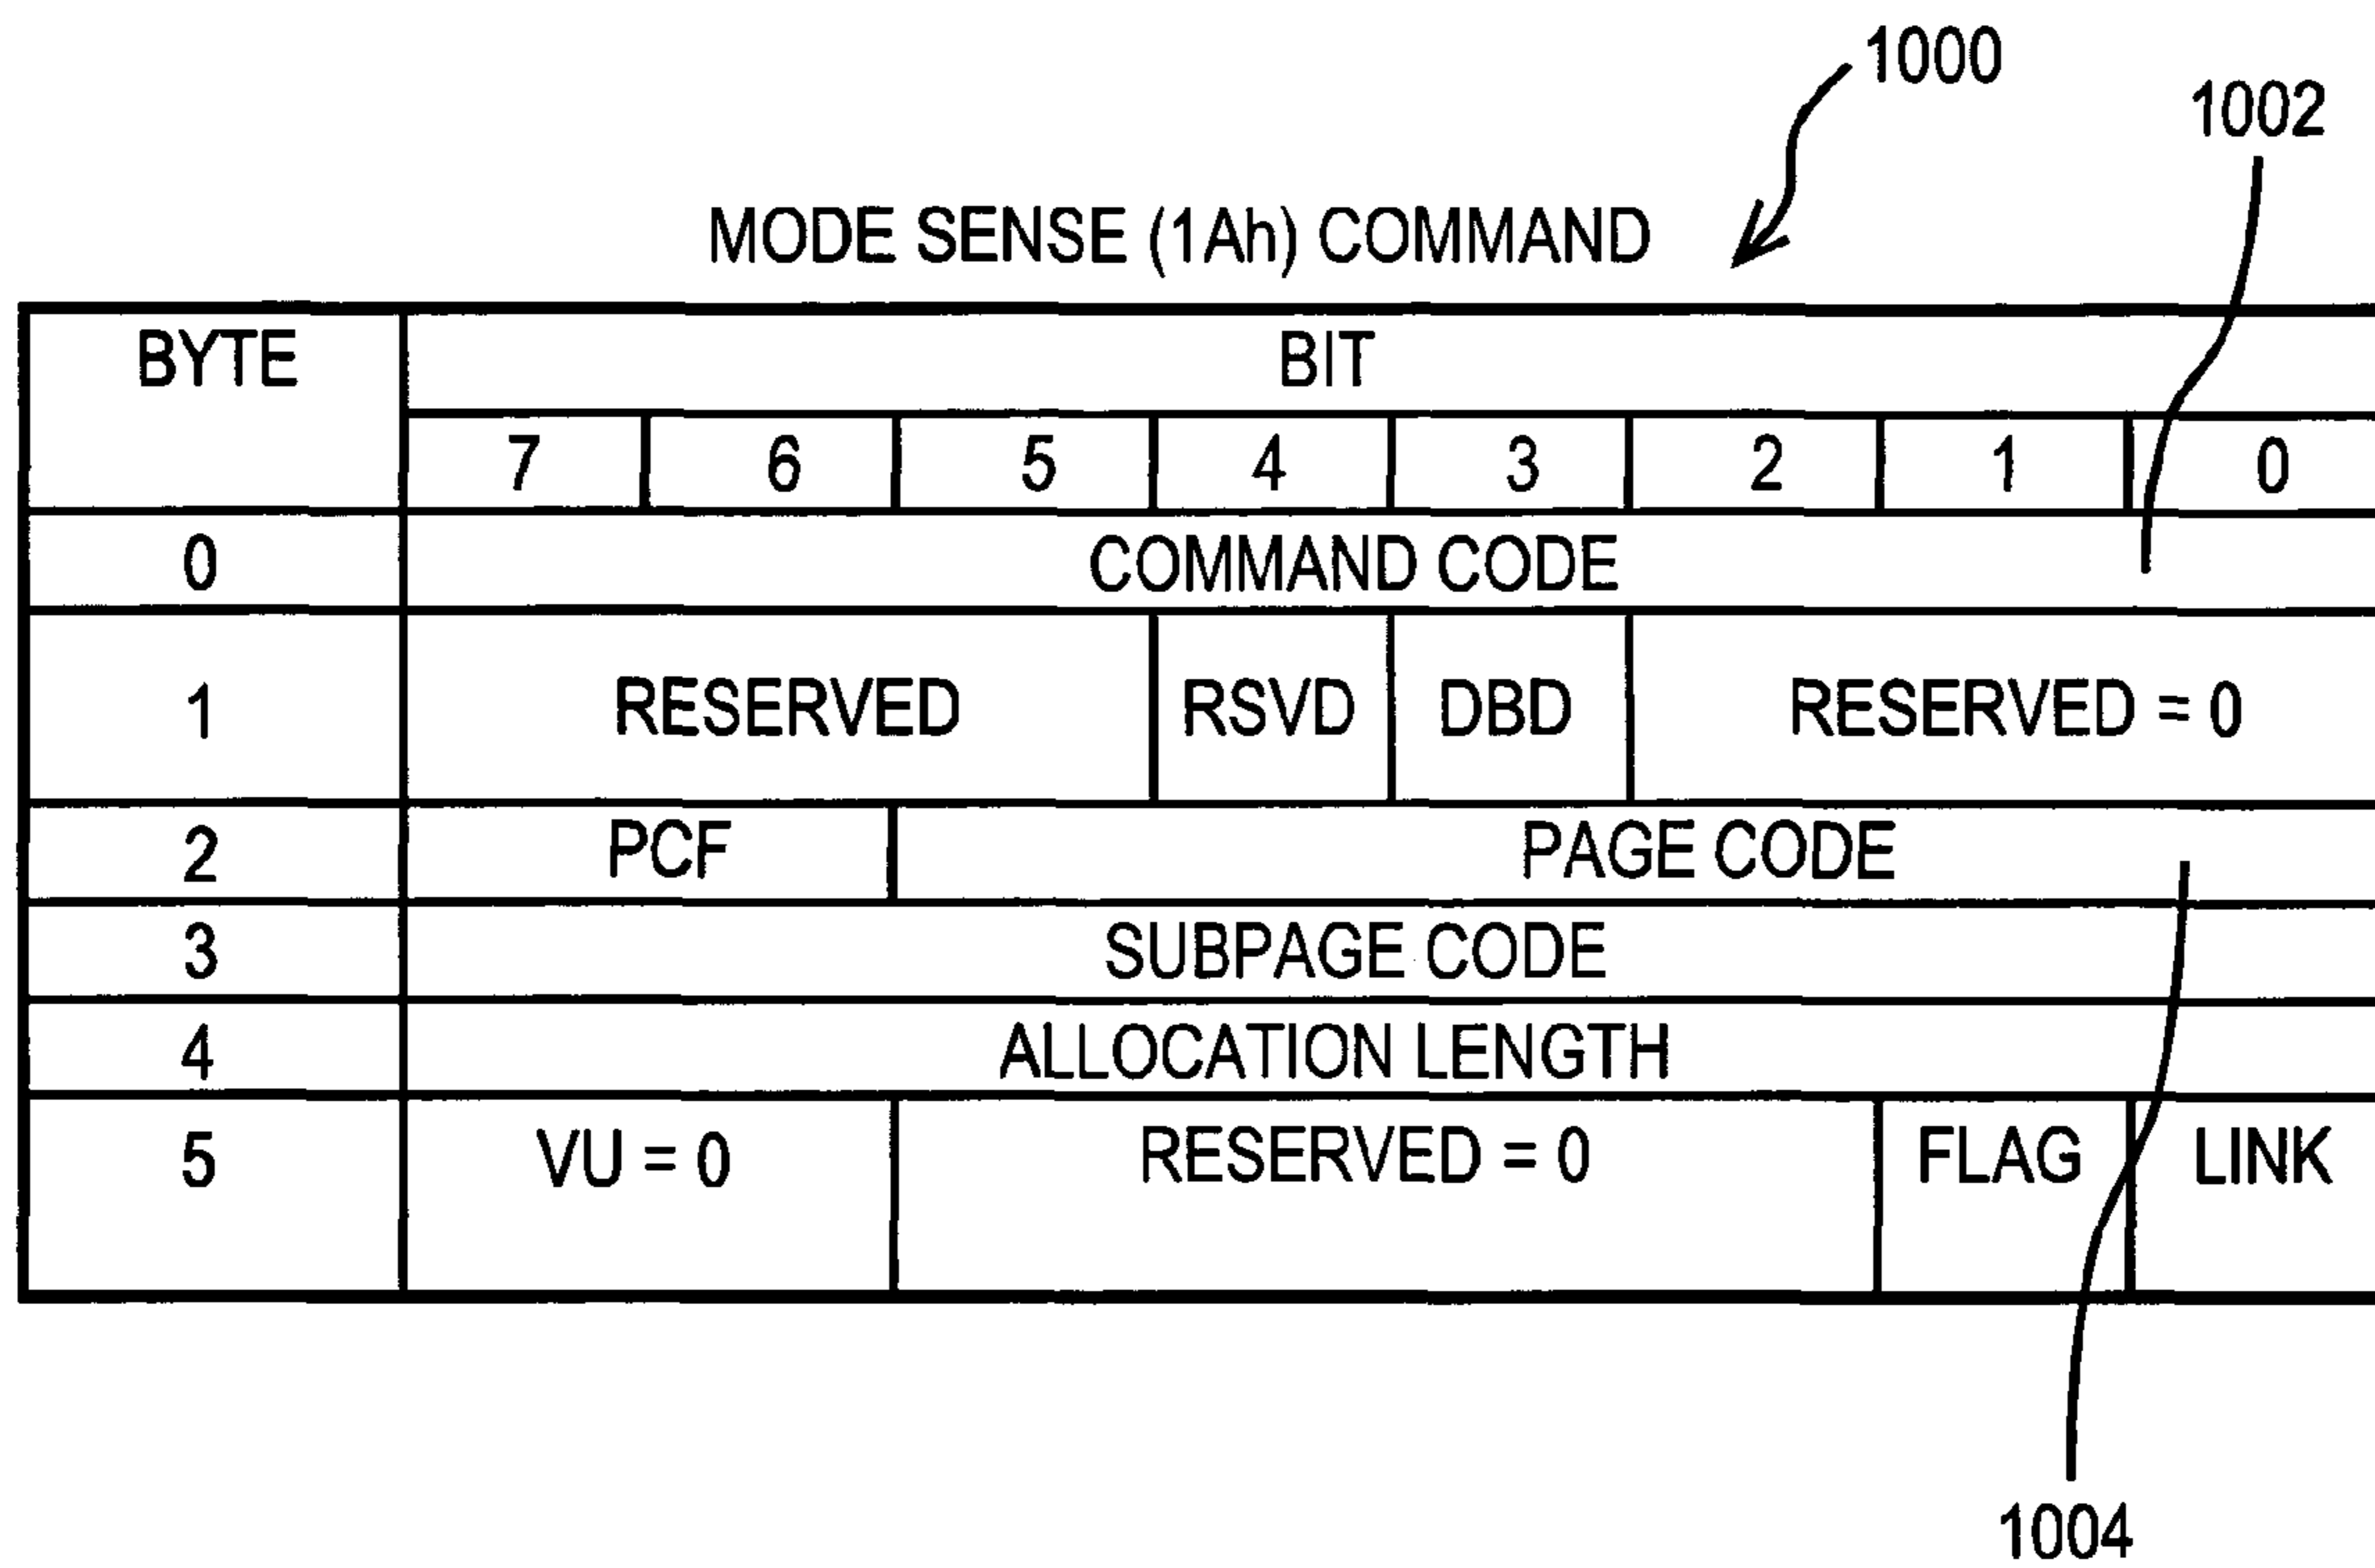 1000
1002
MODE SENSE (1Ah) COMMAND
BYTE BIT
7 6 5 4 3 2 1 0
0 COMMAND CODE
1 RESERVED RSVD DBD RESERVED = 0
2 PCF PAGE CODE
3 SUBPAGE CODE
4 ALLOCATION LENGTH
5 VU = 0 RESERVED = 0 FLAG LINK
1004